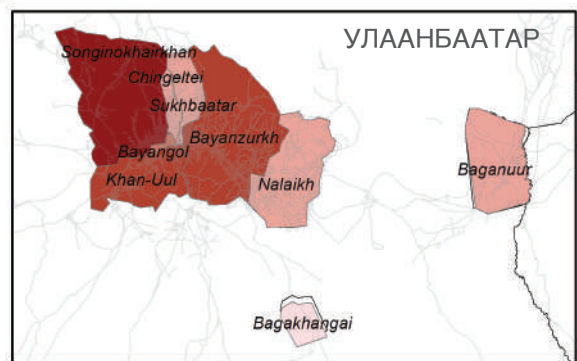 УЛААНБААТАР
Songinokhairkhan
Chingeltei
Sukhbaatar
Bayanzurkh
Bayangol
Khan-Uul
Nalaikh
Baganuur
Bagakhangai